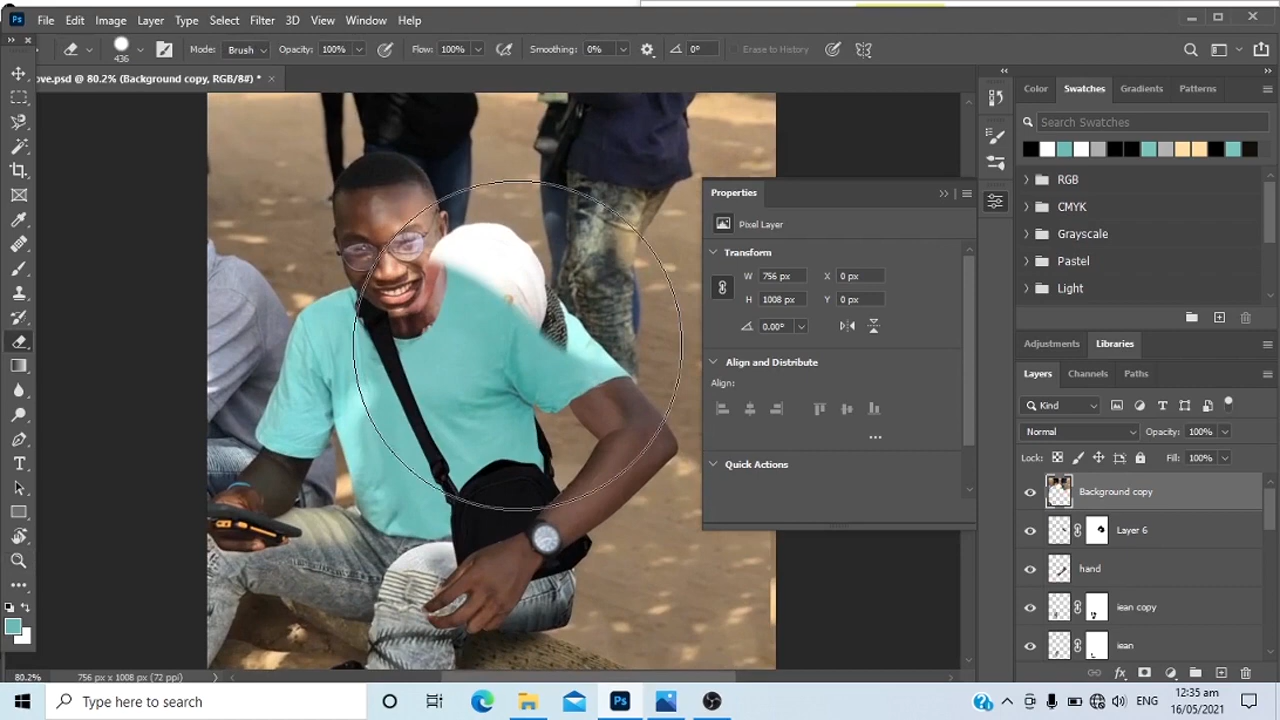 Ps File Edit Image Layer Type Select Filter 3D View Window Help
436 Mode: Brush Opacity: 100% Flow: 100% Smoothing: 0% 0° Erase to History
ove.psd @ 80.2% (Background copy, RGB/8#) *
Color Swatches Gradients Patterns
Search Swatches
RGB
CMYK
Grayscale
Pastel
Light
Properties
Pixel Layer
Transform
W 756 px X 0 px
H 1008 px Y 0 px
0.00°
Align and Distribute
Align:
Quick Actions
Adjustments Libraries
Layers Channels Paths
Kind
Normal Opacity: 100%
Lock: Fill: 100%
Background copy
Layer 6
hand
jean copy
jean
80.2% 756 px x 1008 px (72 ppi)
Type here to search
Ps
ENG
12:35 am
16/05/2021